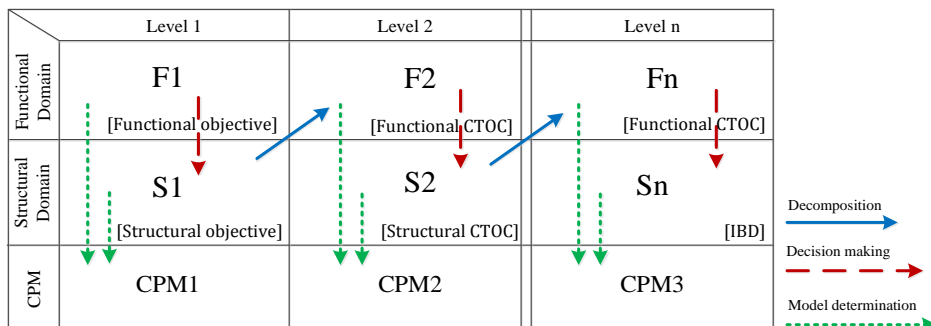 Level 1
Level 2
Level n
Functional
Domain
F1
F2
Fn
[Functional objective]
[Functional CTOC]
[Functional CTOC]
Structural
Domain
S1
S2
Sn
[Structural objective]
[Structural CTOC]
[IBD]
CPM
CPM1
CPM2
CPM3
Decomposition
Decision making
Model determination